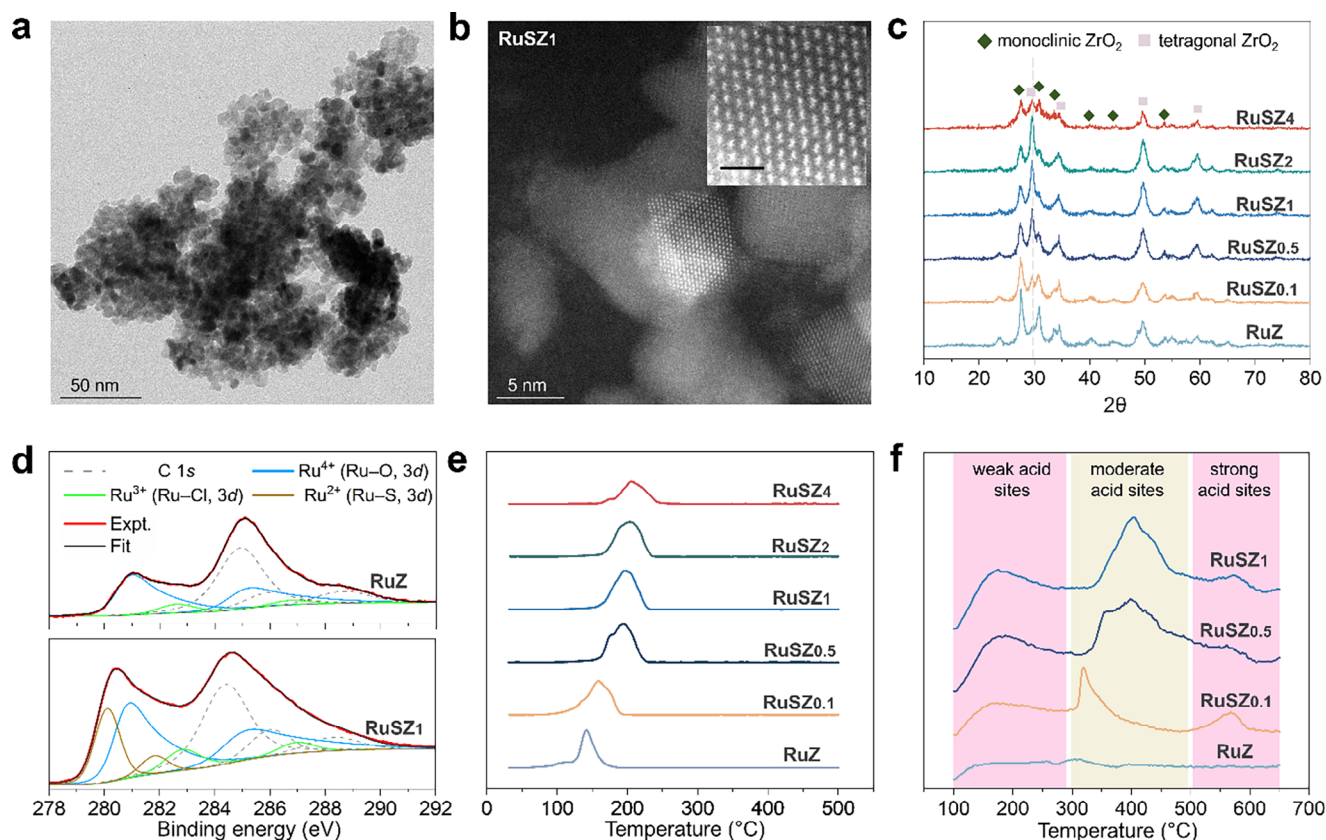 a
50 nm
b
RuSZ1
5 nm
c
monoclinic ZrO₂ tetragonal ZrO₂
RuSZ4
RuSZ2
RuSZ1
RuSZ0.5
RuSZ0.1
RuZ
10 20 30 40 50 60 70 80
2θ
d
C 1s Ru⁴⁺ (Ru–O, 3d)
Ru³⁺ (Ru–Cl, 3d) Ru²⁺ (Ru–S, 3d)
Expt.
Fit
RuZ
RuSZ1
278 280 282 284 286 288 290 292
Binding energy (eV)
e
RuSZ4
RuSZ2
RuSZ1
RuSZ0.5
RuSZ0.1
RuZ
0 100 200 300 400 500 600
Temperature (°C)
f
weak acid
sites
moderate
acid sites
strong
acid sites
RuSZ1
RuSZ0.5
RuSZ0.1
RuZ
100 200 300 400 500 600 700
Temperature (°C)